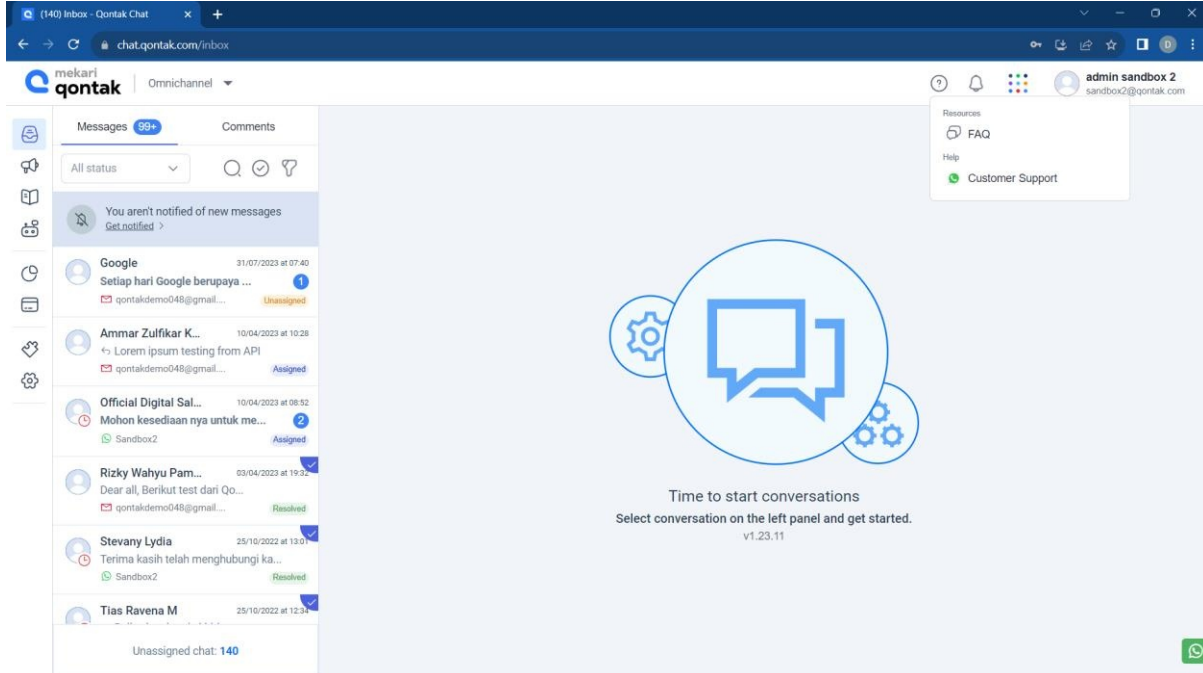 (140) Inbox - Qontak Chat
chat.qontak.com/inbox
D
mekari
qontak
Omnichannel
admin sandbox 2
sandbox2@qontak.com
Messages 99+
Comments
Resources
FAQ
Help
Customer Support
All status
You aren't notified of new messages
Get notified >
Google 31/07/2023 at 07:40
Setiap hari Google berupaya ... 1
qontakdemo048@gmail.... Unassigned
Ammar Zulfikar K... 10/04/2023 at 10:28
Lorem ipsum testing from API
qontakdemo048@gmail.... Assigned
Official Digital Sal... 10/04/2023 at 08:52
Mohon kesediaan nya untuk me... 2
Sandbox2 Assigned
Rizky Wahyu Pam... 03/04/2023 at 19:32
Dear all, Berikut test dari Qo...
qontakdemo048@gmail.... Resolved
Stevany Lydia 25/10/2022 at 13:01
Terima kasih telah menghubungi ka...
Sandbox2 Resolved
Tias Ravena M 25/10/2022 at 12:34
Unassigned chat: 140
Time to start conversations
Select conversation on the left panel and get started.
v1.23.11